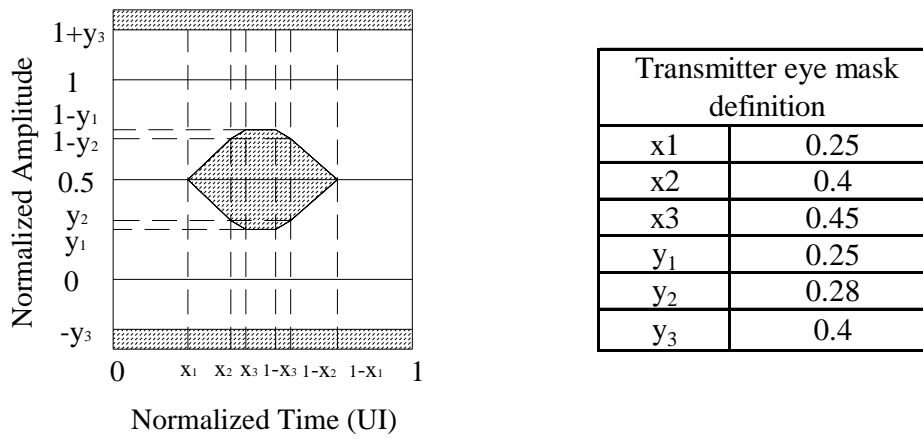 Normalized Amplitude
1+y₃
1
1-y₁
1-y₂
0.5
y₂
y₁
0
-y₃
0 x₁ x₂ x₃ 1-x₃ 1-x₂ 1-x₁ 1
Normalized Time (UI)
Transmitter eye mask
definition
x1 0.25
x2 0.4
x3 0.45
y₁ 0.25
y₂ 0.28
y₃ 0.4